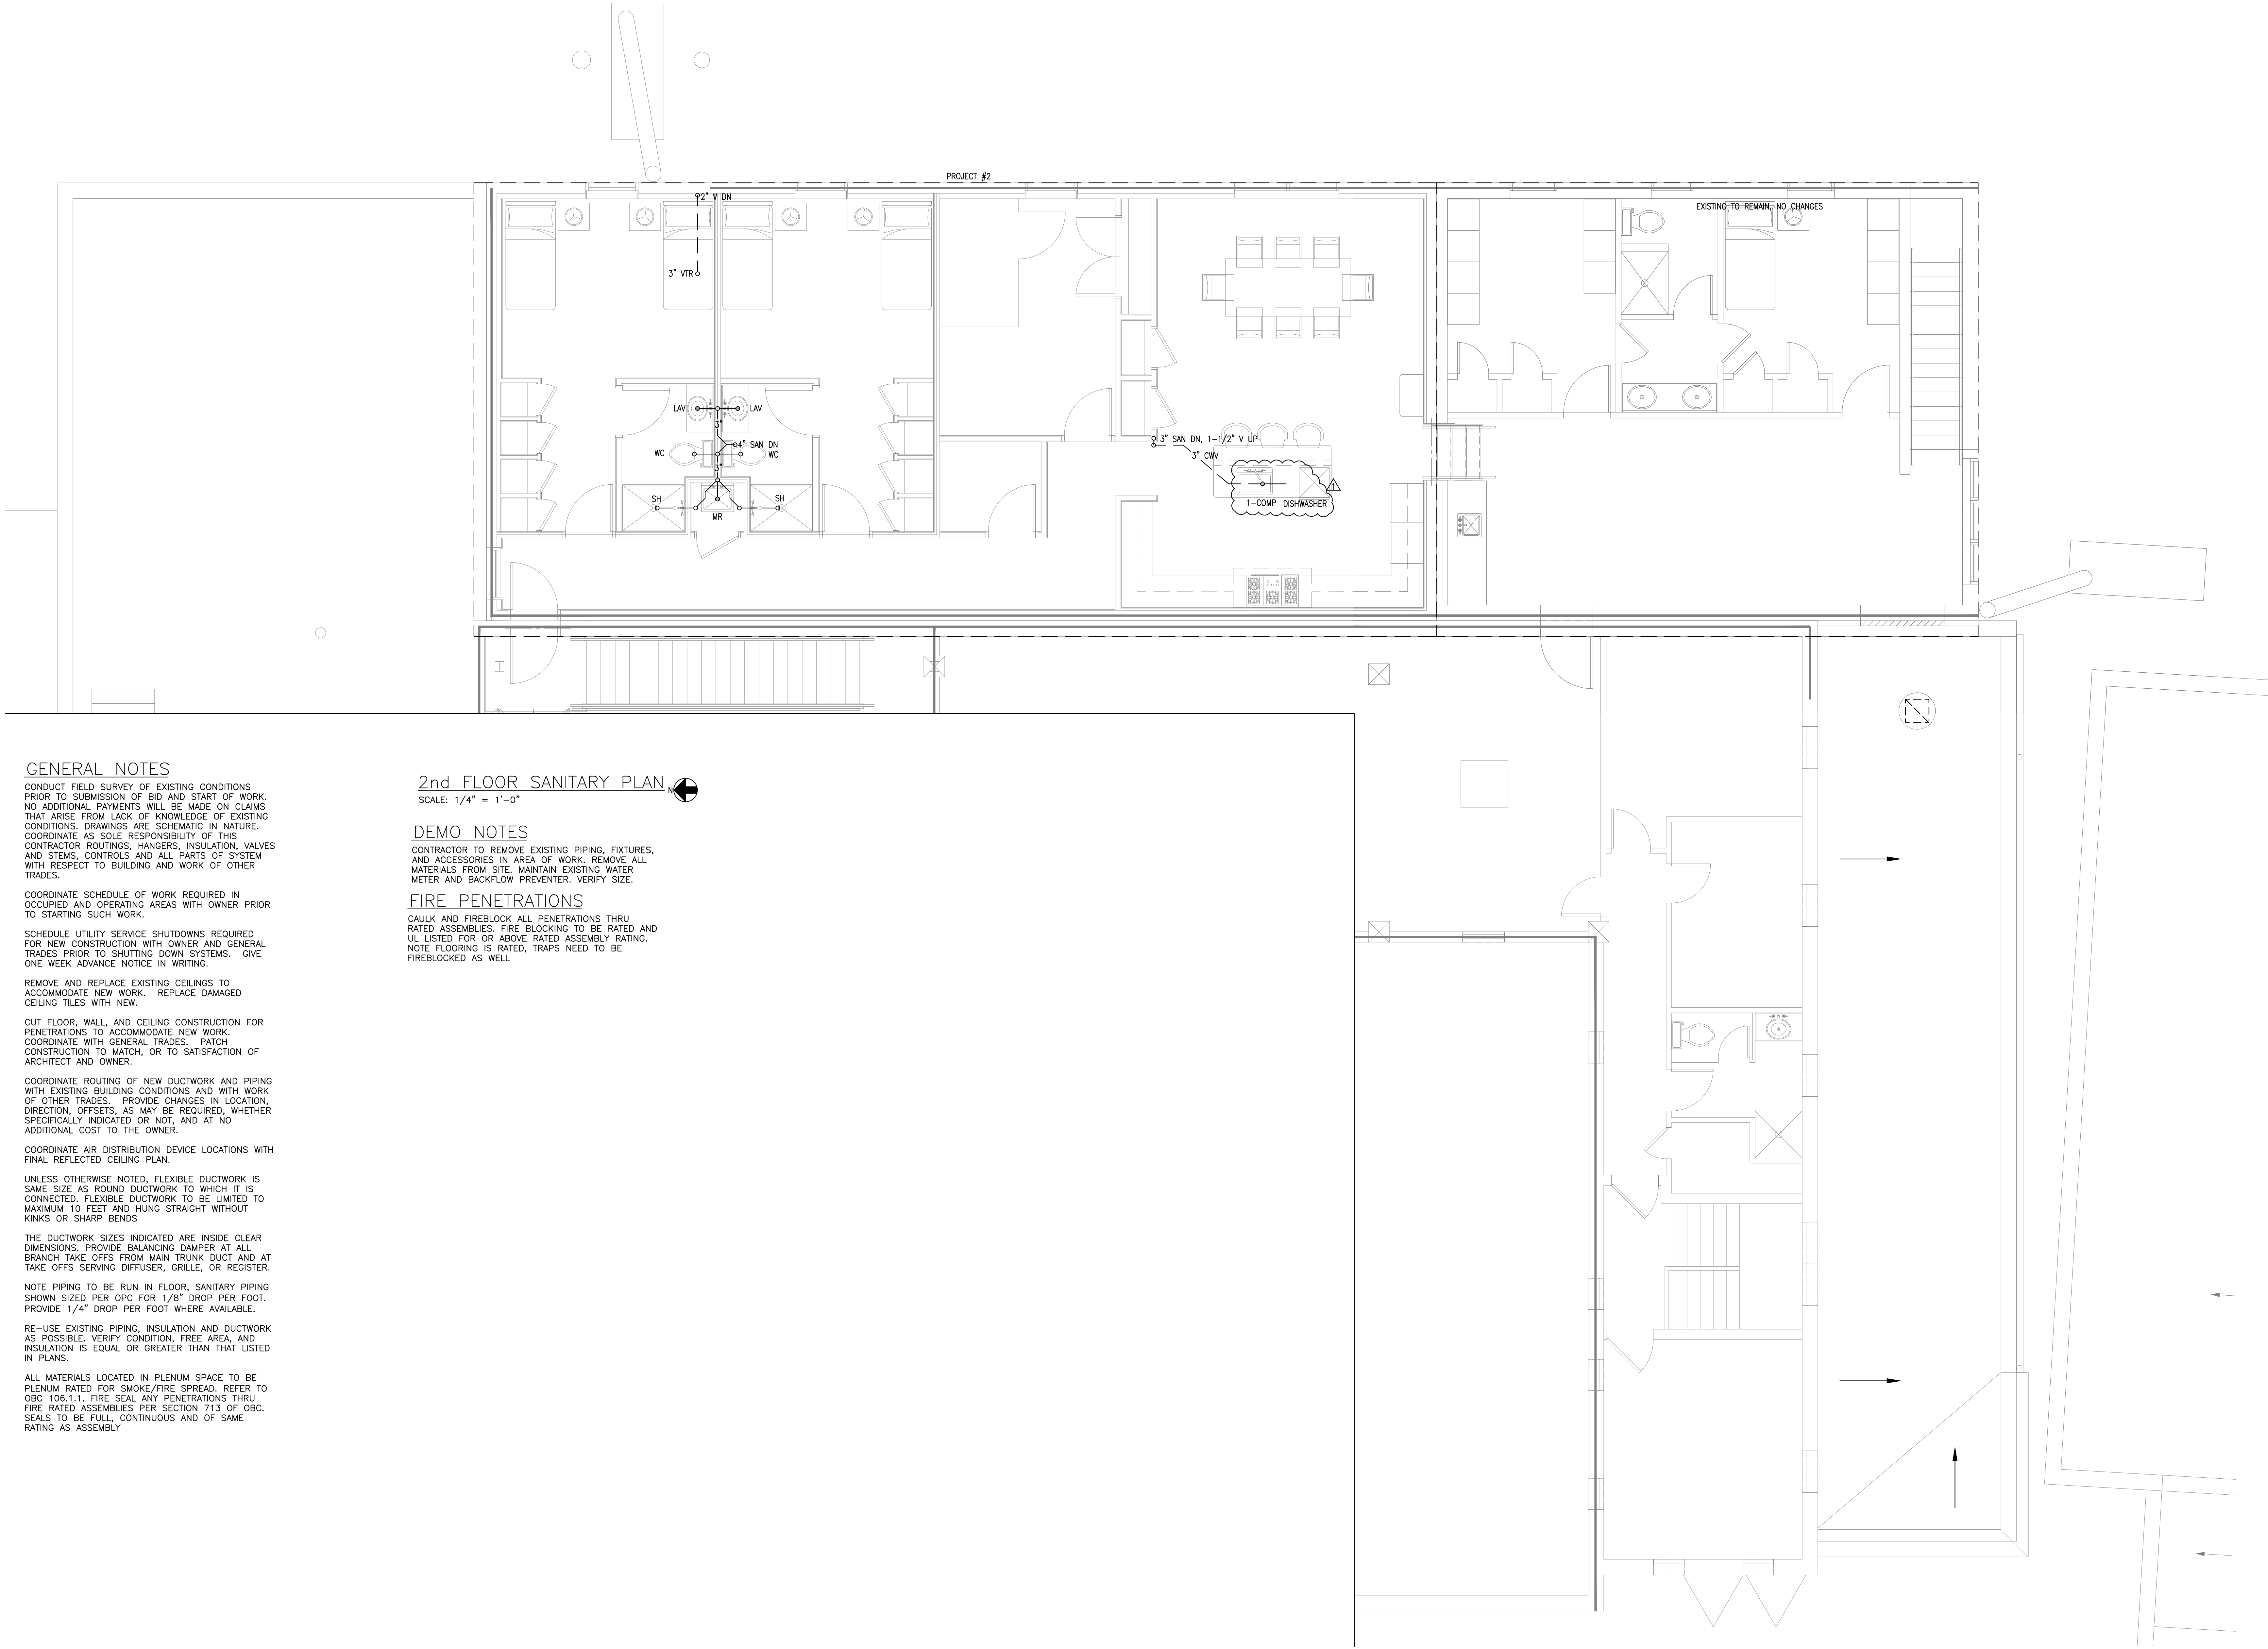 PROJECT #2
2" V DN
EXISTING TO REMAIN, NO CHANGES
3" VTR
LAV
LAV
3"
4" SAN DN
WC
WC
3"
SH
SH
MR
3" SAN DN, 1-1/2" V UP
3" CWV
1
1-COMP DISHWASHER
GENERAL NOTES
CONDUCT FIELD SURVEY OF EXISTING CONDITIONS
PRIOR TO SUBMISSION OF BID AND START OF WORK.
NO ADDITIONAL PAYMENTS WILL BE MADE ON CLAIMS
THAT ARISE FROM LACK OF KNOWLEDGE OF EXISTING
CONDITIONS. DRAWINGS ARE SCHEMATIC IN NATURE.
COORDINATE AS SOLE RESPONSIBILITY OF THIS
CONTRACTOR ROUTINGS, HANGERS, INSULATION, VALVES
AND STEMS, CONTROLS AND ALL PARTS OF SYSTEM
WITH RESPECT TO BUILDING AND WORK OF OTHER
TRADES.
COORDINATE SCHEDULE OF WORK REQUIRED IN
OCCUPIED AND OPERATING AREAS WITH OWNER PRIOR
TO STARTING SUCH WORK.
SCHEDULE UTILITY SERVICE SHUTDOWNS REQUIRED
FOR NEW CONSTRUCTION WITH OWNER AND GENERAL
TRADES PRIOR TO SHUTTING DOWN SYSTEMS. GIVE
ONE WEEK ADVANCE NOTICE IN WRITING.
REMOVE AND REPLACE EXISTING CEILINGS TO
ACCOMMODATE NEW WORK. REPLACE DAMAGED
CEILING TILES WITH NEW.
CUT FLOOR, WALL, AND CEILING CONSTRUCTION FOR
PENETRATIONS TO ACCOMMODATE NEW WORK.
COORDINATE WITH GENERAL TRADES. PATCH
CONSTRUCTION TO MATCH, OR TO SATISFACTION OF
ARCHITECT AND OWNER.
COORDINATE ROUTING OF NEW DUCTWORK AND PIPING
WITH EXISTING BUILDING CONDITIONS AND WITH WORK
OF OTHER TRADES. PROVIDE CHANGES IN LOCATION,
DIRECTION, OFFSETS, AS MAY BE REQUIRED, WHETHER
SPECIFICALLY INDICATED OR NOT, AND AT NO
ADDITIONAL COST TO THE OWNER.
COORDINATE AIR DISTRIBUTION DEVICE LOCATIONS WITH
FINAL REFLECTED CEILING PLAN.
UNLESS OTHERWISE NOTED, FLEXIBLE DUCTWORK IS
SAME SIZE AS ROUND DUCTWORK TO WHICH IT IS
CONNECTED. FLEXIBLE DUCTWORK TO BE LIMITED TO
MAXIMUM 10 FEET AND HUNG STRAIGHT WITHOUT
KINKS OR SHARP BENDS
THE DUCTWORK SIZES INDICATED ARE INSIDE CLEAR
DIMENSIONS. PROVIDE BALANCING DAMPER AT ALL
BRANCH TAKE OFFS FROM MAIN TRUNK DUCT AND AT
TAKE OFFS SERVING DIFFUSER, GRILLE, OR REGISTER.
NOTE PIPING TO BE RUN IN FLOOR, SANITARY PIPING
SHOWN SIZED PER OPC FOR 1/8" DROP PER FOOT.
PROVIDE 1/4" DROP PER FOOT WHERE AVAILABLE.
RE-USE EXISTING PIPING, INSULATION AND DUCTWORK
AS POSSIBLE. VERIFY CONDITION, FREE AREA, AND
INSULATION IS EQUAL OR GREATER THAN THAT LISTED
IN PLANS.
ALL MATERIALS LOCATED IN PLENUM SPACE TO BE
PLENUM RATED FOR SMOKE/FIRE SPREAD. REFER TO
OBC 106.1.1. FIRE SEAL ANY PENETRATIONS THRU
FIRE RATED ASSEMBLIES PER SECTION 713 OF OBC.
SEALS TO BE FULL, CONTINUOUS AND OF SAME
RATING AS ASSEMBLY
2nd FLOOR SANITARY PLAN
N
SCALE: 1/4" = 1'-0"
DEMO NOTES
CONTRACTOR TO REMOVE EXISTING PIPING, FIXTURES,
AND ACCESSORIES IN AREA OF WORK. REMOVE ALL
MATERIALS FROM SITE. MAINTAIN EXISTING WATER
METER AND BACKFLOW PREVENTER. VERIFY SIZE.
FIRE PENETRATIONS
CAULK AND FIREBLOCK ALL PENETRATIONS THRU
RATED ASSEMBLIES. FIRE BLOCKING TO BE RATED AND
UL LISTED FOR OR ABOVE RATED ASSEMBLY RATING.
NOTE FLOORING IS RATED, TRAPS NEED TO BE
FIREBLOCKED AS WELL